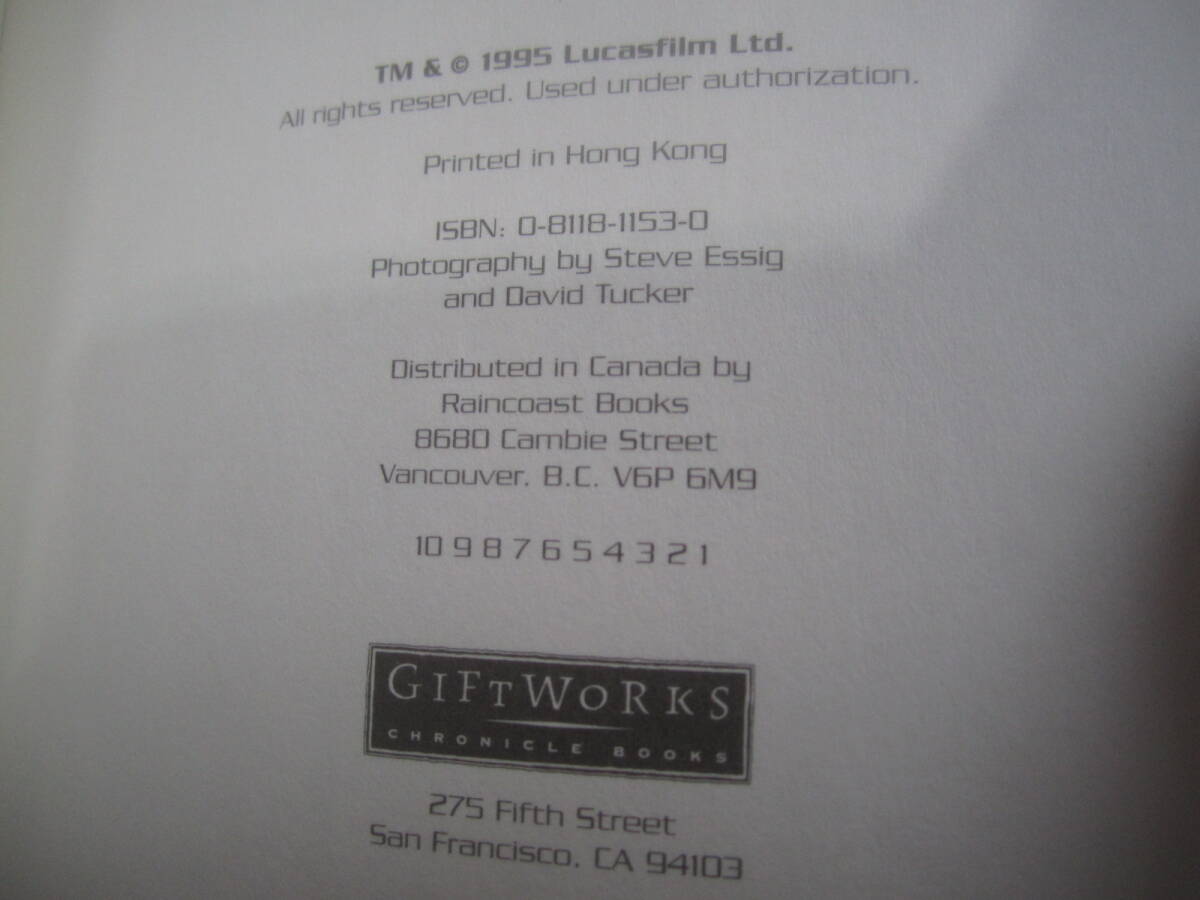 TM & © 1995 Lucasfilm Ltd.
All rights reserved. Used under authorization.
Printed in Hong Kong
ISBN: 0-8118-1153-0
Photography by Steve Essig
and David Tucker
Distributed in Canada by
Raincoast Books
8680 Cambie Street
Vancouver, B.C. V6P 6M9
10 9 8 7 6 5 4 3 2 1
GIFTWORKS
CHRONICLE BOOKS
275 Fifth Street
San Francisco, CA 94103